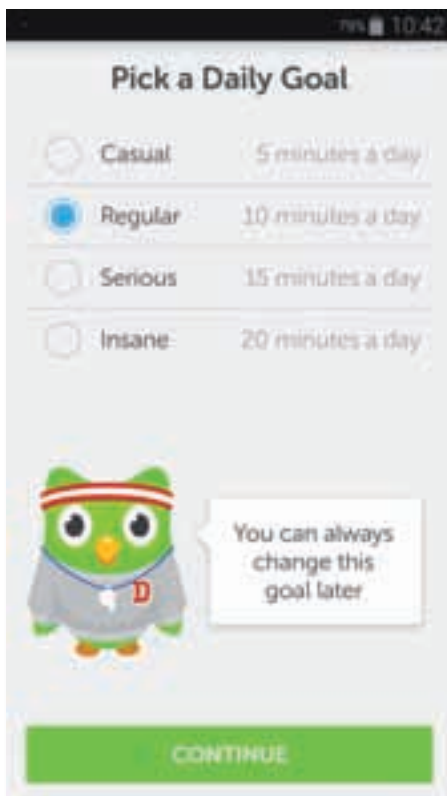 79% 10:42
Pick a Daily Goal
Casual 5 minutes a day
Regular 10 minutes a day
Serious 15 minutes a day
Insane 20 minutes a day
You can always
change this
goal later
D
CONTINUE